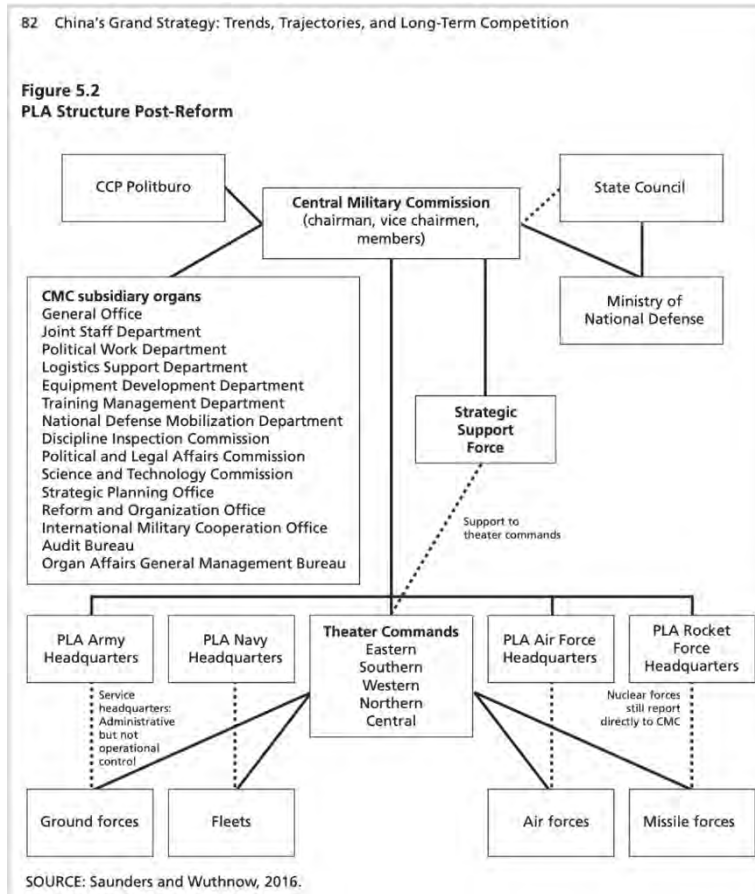 82 China's Grand Strategy: Trends, Trajectories, and Long-Term Competition
Figure 5.2
PLA Structure Post-Reform
CCP Politburo
Central Military Commission
(chairman, vice chairmen,
members)
State Council
Ministry of
National Defense
CMC subsidiary organs
General Office
Joint Staff Department
Political Work Department
Logistics Support Department
Equipment Development Department
Training Management Department
National Defense Mobilization Department
Discipline Inspection Commission
Political and Legal Affairs Commission
Science and Technology Commission
Strategic Planning Office
Reform and Organization Office
International Military Cooperation Office
Audit Bureau
Organ Affairs General Management Bureau
Strategic
Support
Force
Support to
theater commands
PLA Army
Headquarters
PLA Navy
Headquarters
Theater Commands
Eastern
Southern
Western
Northern
Central
PLA Air Force
Headquarters
PLA Rocket
Force
Headquarters
Service
headquarters:
Administrative
but not
operational
control
Nuclear forces
still report
directly to CMC
Ground forces
Fleets
Air forces
Missile forces
SOURCE: Saunders and Wuthnow, 2016.